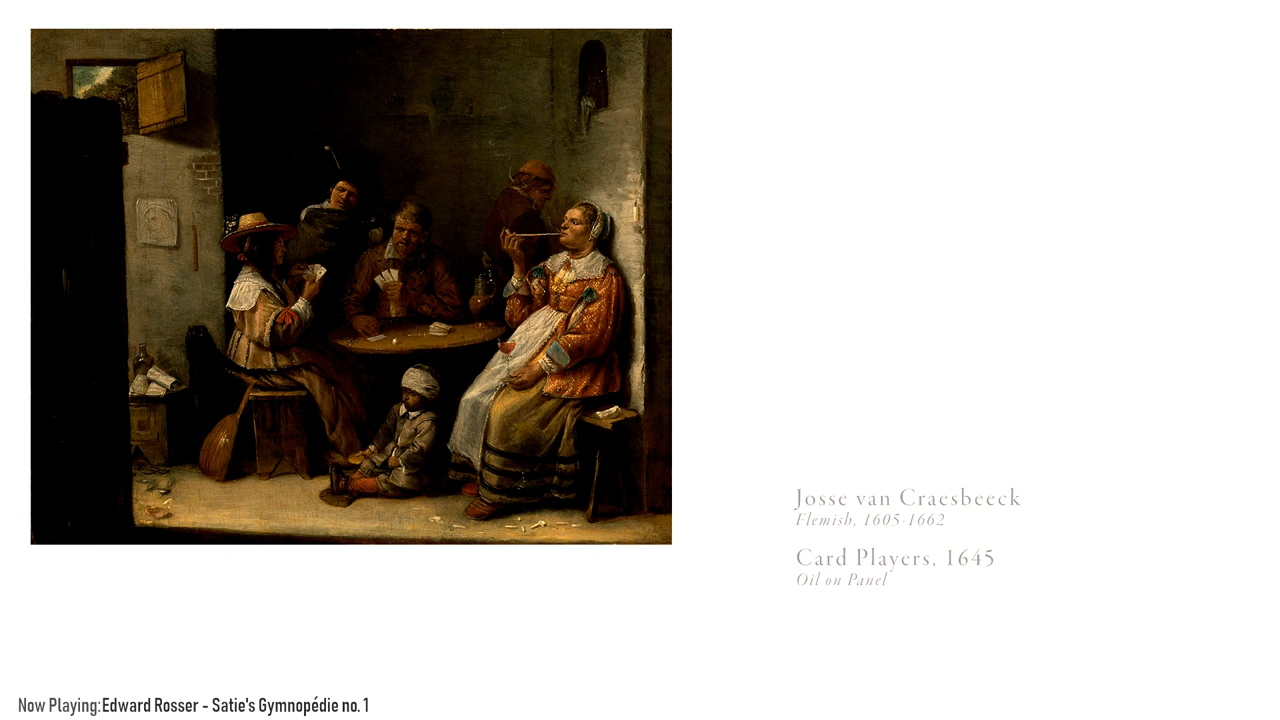 Josse van Craesbeeck
Flemish, 1605-1662
Card Players, 1645
Oil on Panel
Now Playing: Edward Rosser - Satie's Gymnopédie no. 1